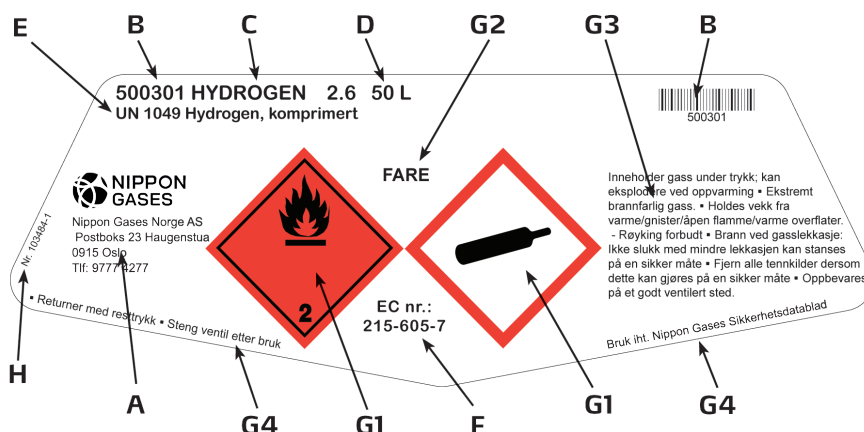 E
B
C
D
G2
G3
B
500301 HYDROGEN 2.6 50 L
UN 1049 Hydrogen, komprimert
500301
NIPPON
GASES
Nippon Gases Norge AS
Postboks 23 Haugenstua
0915 Oslo
Tlf: 9777 4277
Nr. 103484-1
▪ Returner med resttrykk ▪ Steng ventil etter bruk
2
FARE
EC nr.:
215-605-7
Inneholder gass under trykk; kan
eksplodere ved oppvarming ▪ Ekstremt
brannfarlig gass. ▪ Holdes vekk fra
varme/gnister/åpen flamme/varme overflater.
- Røyking forbudt ▪ Brann ved gasslekkasje:
Ikke slukk med mindre lekkasjen kan stanses
på en sikker måte ▪ Fjern alle tennkilder dersom
dette kan gjøres på en sikker måte ▪ Oppbevares
på et godt ventilert sted.
Bruk iht. Nippon Gases Sikkerhetsdatablad
H
A
G4
G1
F
G1
G4